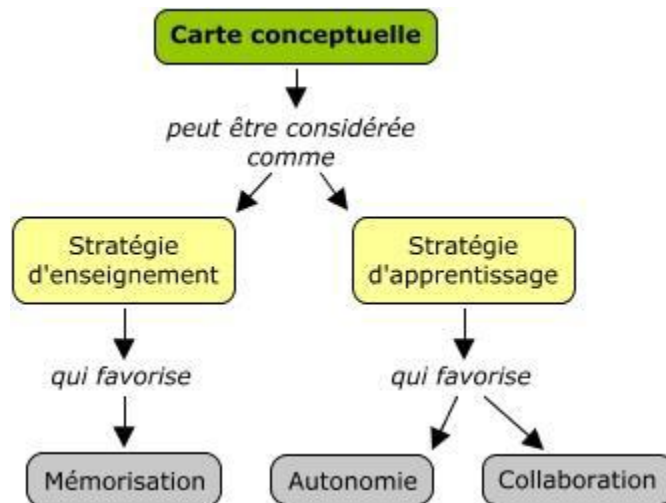 Carte conceptuelle
peut être considérée
comme
Stratégie
d'enseignement
Stratégie
d'apprentissage
qui favorise
qui favorise
Mémorisation
Autonomie
Collaboration